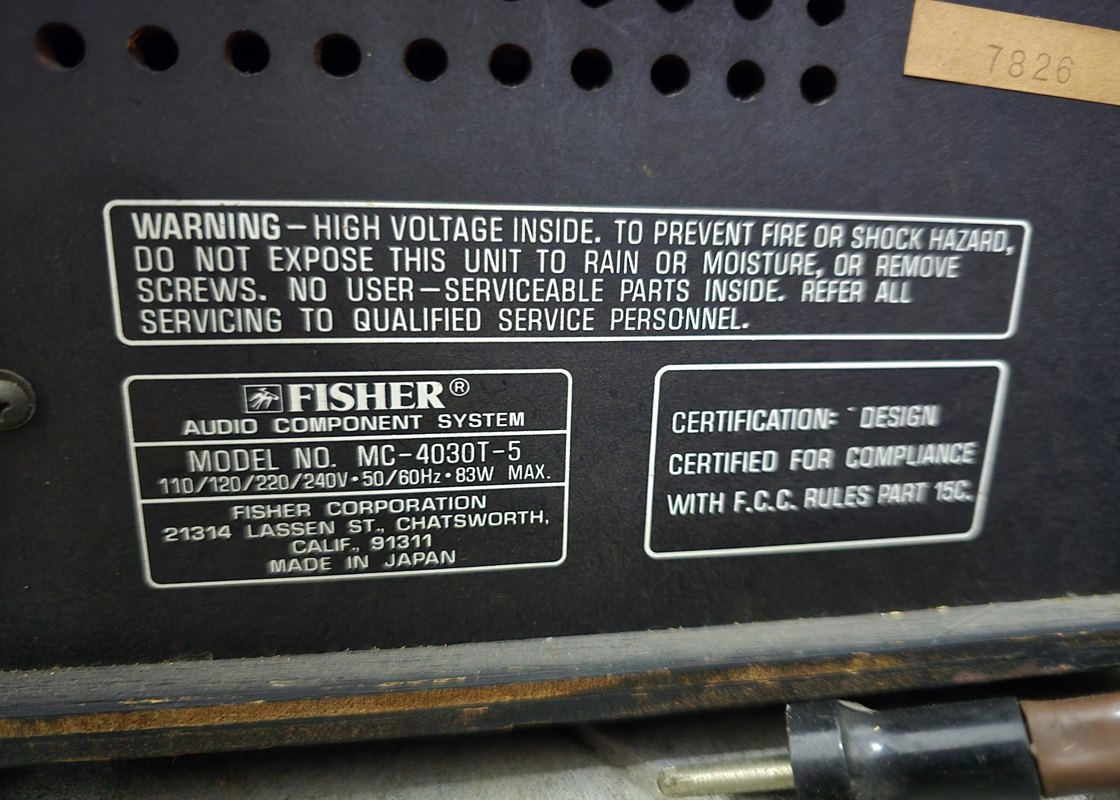 7826
WARNING—HIGH VOLTAGE INSIDE. TO PREVENT FIRE OR SHOCK HAZARD,
DO NOT EXPOSE THIS UNIT TO RAIN OR MOISTURE, OR REMOVE
SCREWS. NO USER—SERVICEABLE PARTS INSIDE. REFER ALL
SERVICING TO QUALIFIED SERVICE PERSONNEL.
FISHER®
AUDIO COMPONENT SYSTEM
MODEL NO. MC-4030T-5
110/120/220/240V•50/60Hz•83W MAX.
FISHER CORPORATION
21314 LASSEN ST., CHATSWORTH,
CALIF., 91311
MADE IN JAPAN
CERTIFICATION: DESIGN
CERTIFIED FOR COMPLIANCE
WITH F.C.C. RULES PART 15C.